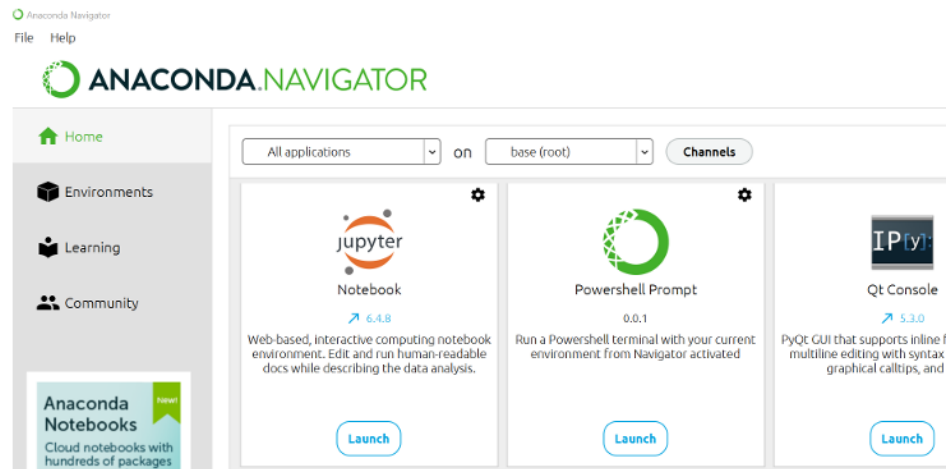 Anaconda Navigator
File Help
ANACONDA.NAVIGATOR
Home
All applications on base (root) Channels
Environments
Learning
Community
jupyter
Notebook
6.4.8
Web-based, interactive computing notebook
environment. Edit and run human-readable
docs while describing the data analysis.
Launch
Powershell Prompt
0.0.1
Run a Powershell terminal with your current
environment from Navigator activated
Launch
IP[y]:
Qt Console
5.3.0
PyQt GUI that supports inline f
multiline editing with syntax
graphical calltips, and
Launch
New!
Anaconda
Notebooks
Cloud notebooks with
hundreds of packages